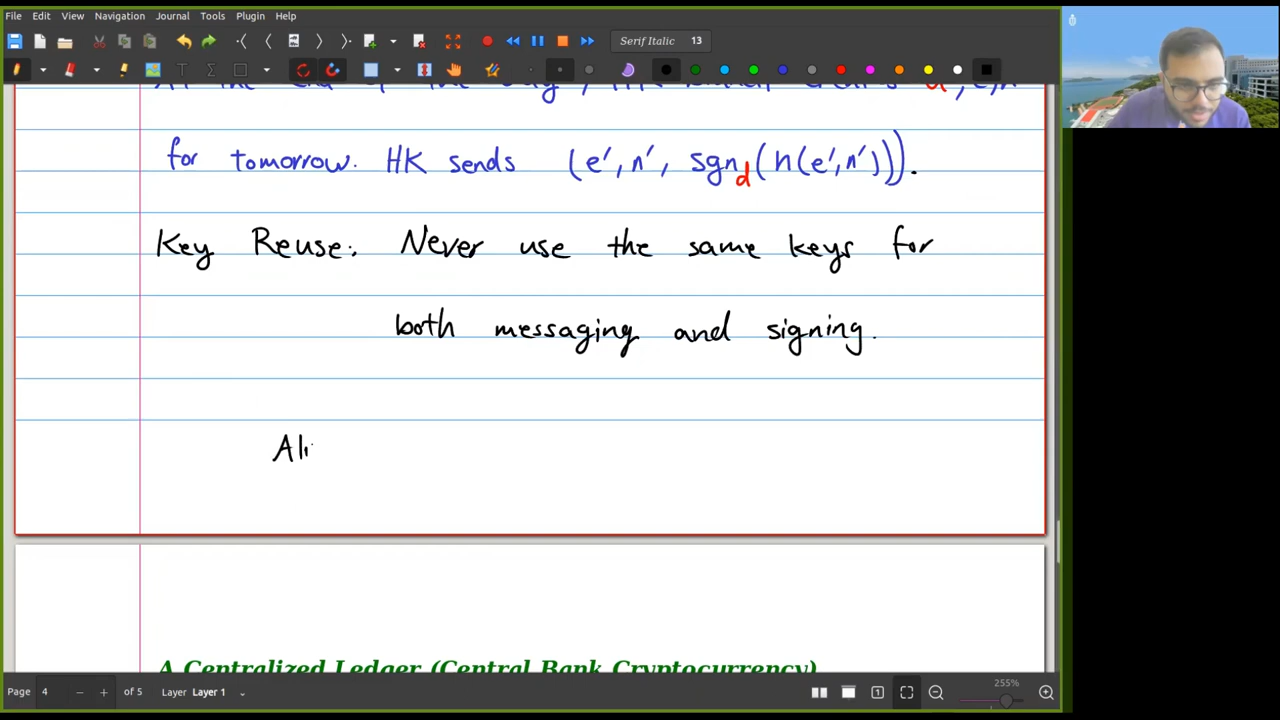 File Edit View Navigation Journal Tools Plugin Help
Serif Italic 13
for tomorrow. HK sends (e', n', sgn_d(h(e', n'))).
Key Reuse: Never use the same keys for
both messaging and signing.
Ali
A Centralized Ledger (Central Bank Cryptocurrency)
Page 4 of 5 Layer Layer 1 255%